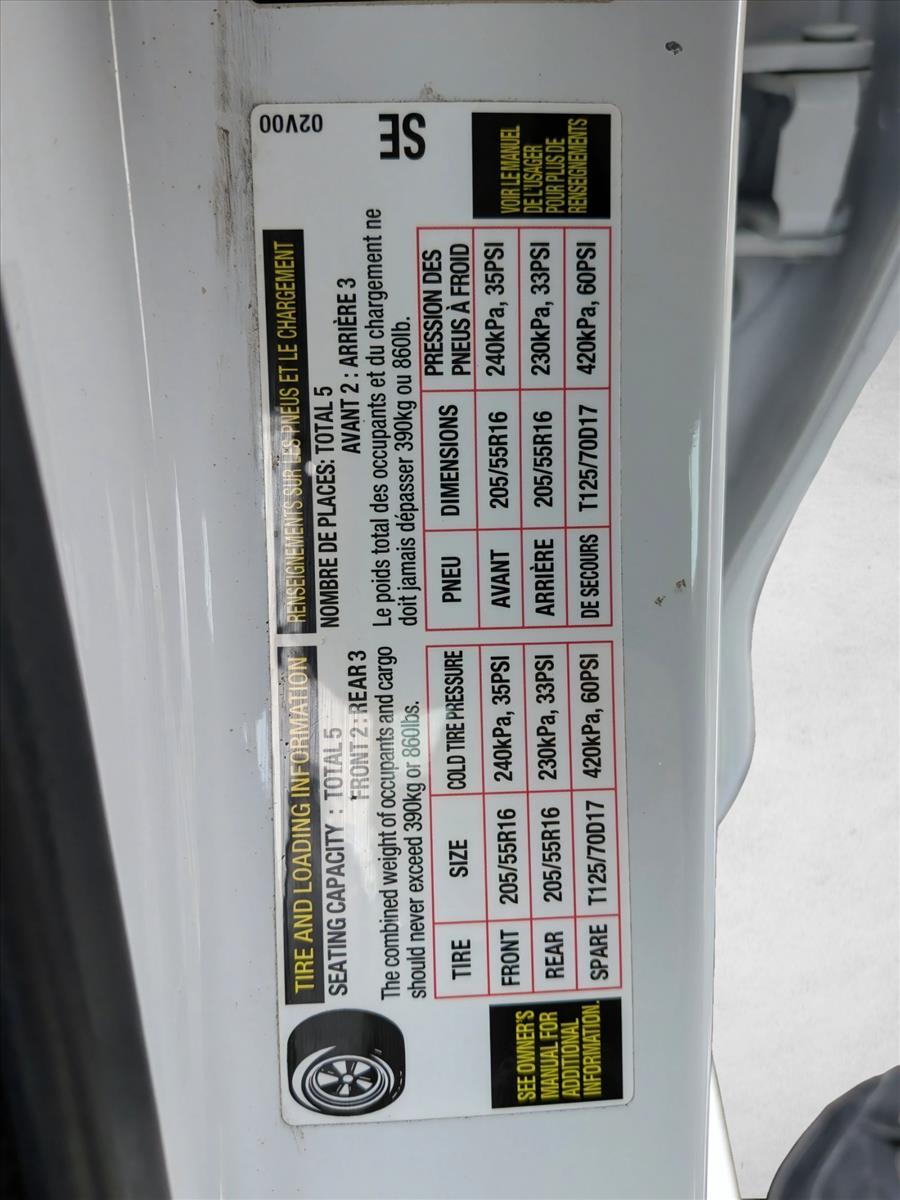 TIRE AND LOADING INFORMATION
SEATING CAPACITY : TOTAL 5
FRONT 2 : REAR 3
The combined weight of occupants and cargo
should never exceed 390kg or 860lbs.
TIRE SIZE COLD TIRE PRESSURE
FRONT 205/55R16 240kPa, 35PSI
REAR 205/55R16 230kPa, 33PSI
SPARE T125/70D17 420kPa, 60PSI
SEE OWNER'S
MANUAL FOR
ADDITIONAL
INFORMATION.
RENSEIGNEMENTS SUR LES PNEUS ET LE CHARGEMENT
NOMBRE DE PLACES: TOTAL 5
AVANT 2 : ARRIÈRE 3
Le poids total des occupants et du chargement ne
doit jamais dépasser 390kg ou 860lb.
PNEU DIMENSIONS PRESSION DES
PNEUS À FROID
AVANT 205/55R16 240kPa, 35PSI
ARRIÈRE 205/55R16 230kPa, 33PSI
DE SECOURS T125/70D17 420kPa, 60PSI
VOIR LE MANUEL
DE L'USAGER
POUR PLUS DE
RENSEIGNEMENTS
02V00
SE